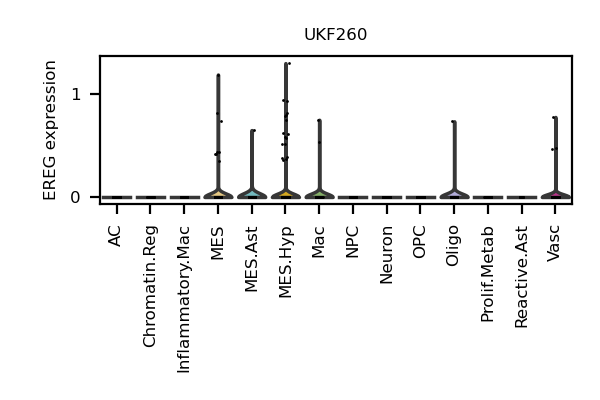 UKF260
EREG expression
1
0
AC
Chromatin.Reg
Inflammatory.Mac
MES
MES.Ast
MES.Hyp
Mac
NPC
Neuron
OPC
Oligo
Prolif.Metab
Reactive.Ast
Vasc